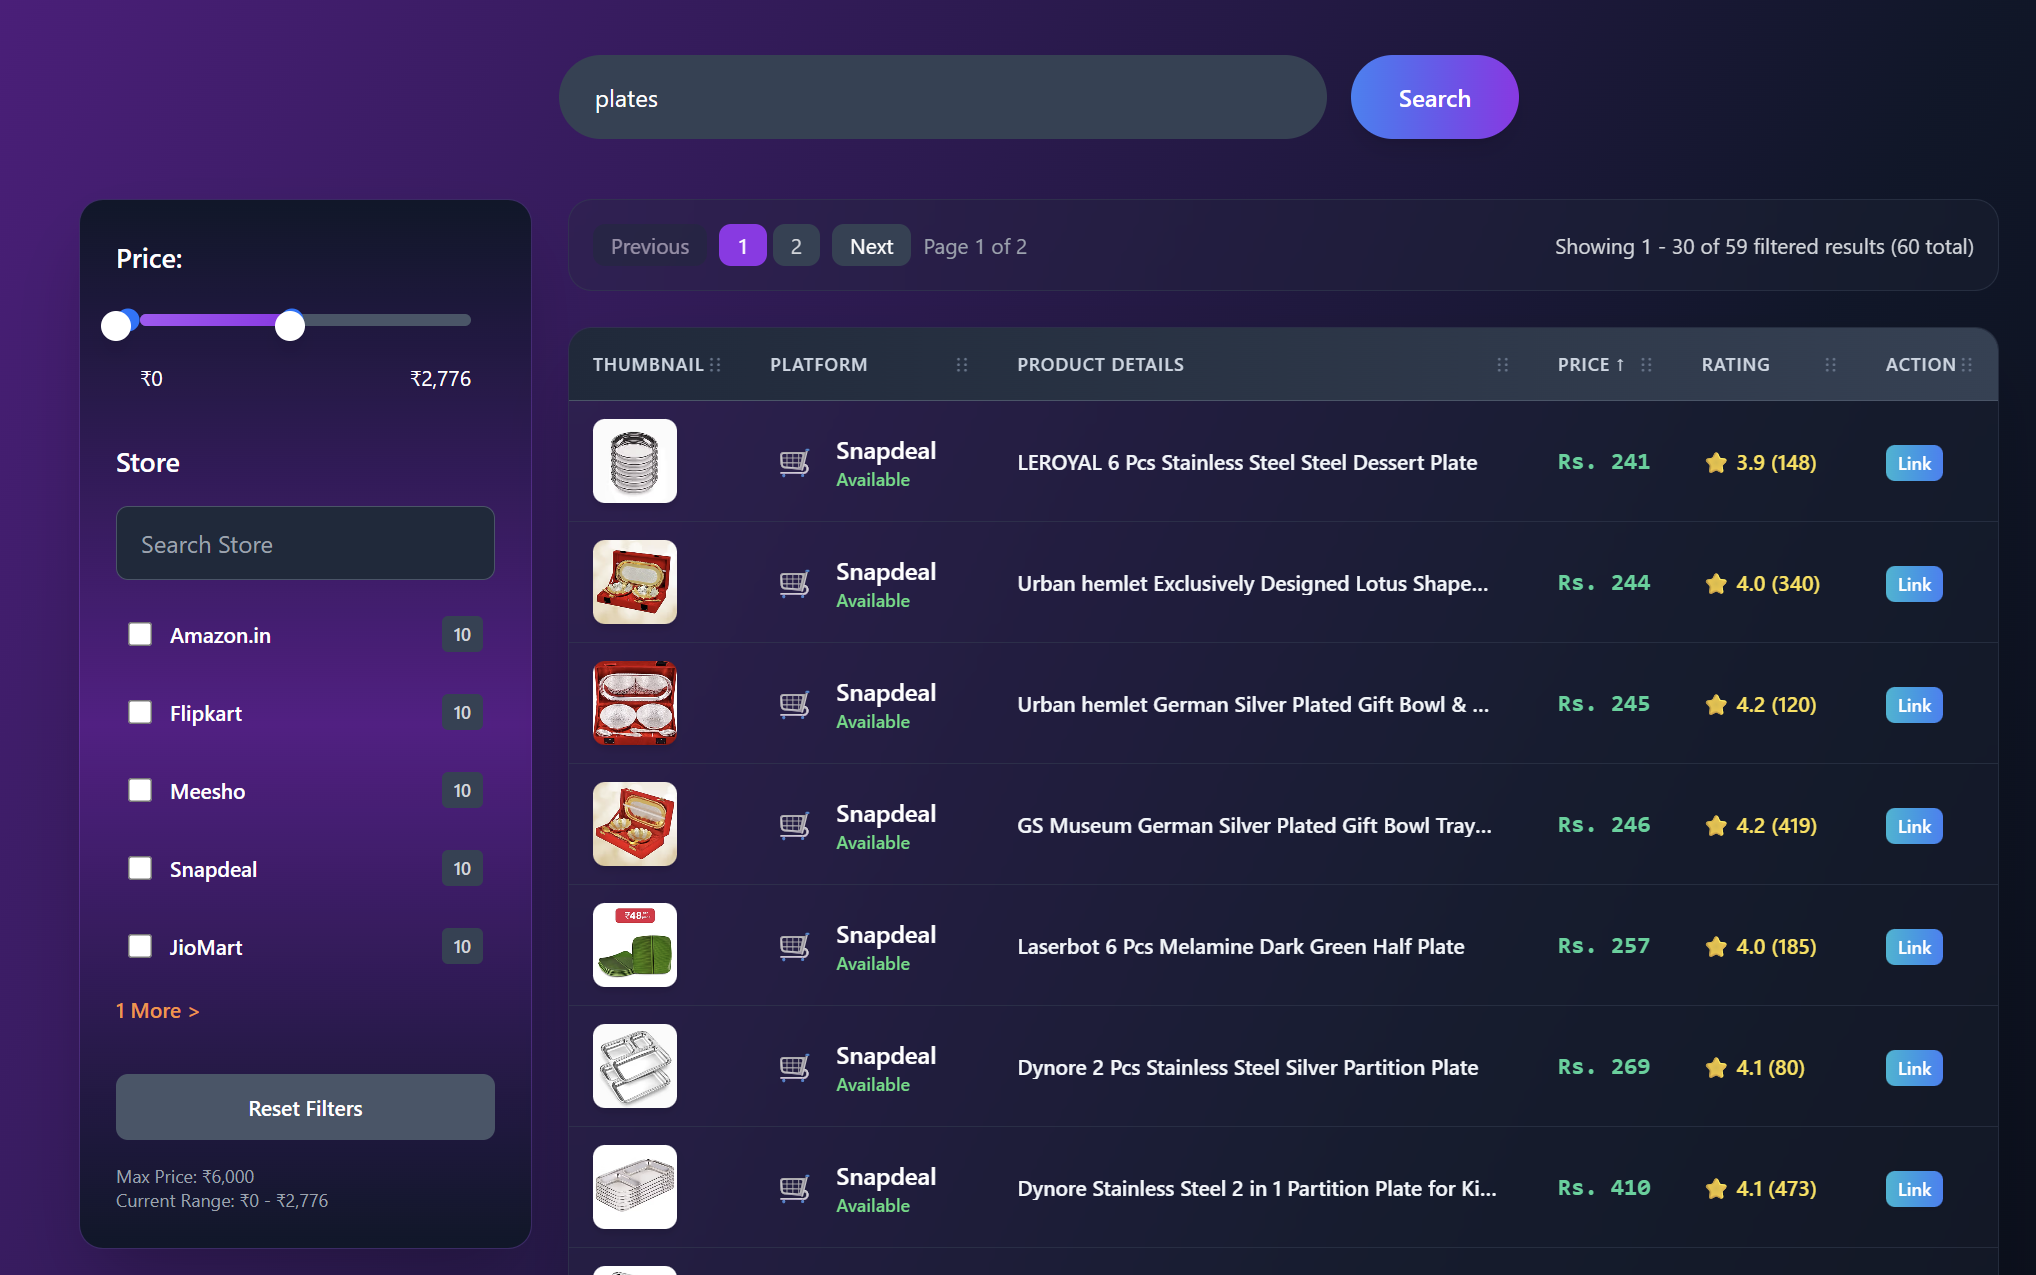 plates
Search
Price:
₹0
₹2,776
Store
Search Store
Amazon.in 10
Flipkart 10
Meesho 10
Snapdeal 10
JioMart 10
1 More >
Reset Filters
Max Price: ₹6,000
Current Range: ₹0 - ₹2,776
Previous 1 2 Next Page 1 of 2
Showing 1 - 30 of 59 filtered results (60 total)
THUMBNAIL PLATFORM PRODUCT DETAILS PRICE ↑ RATING ACTION
Snapdeal
Available
LEROYAL 6 Pcs Stainless Steel Steel Dessert Plate
Rs. 241
3.9 (148)
Link
Snapdeal
Available
Urban hemlet Exclusively Designed Lotus Shape...
Rs. 244
4.0 (340)
Link
Snapdeal
Available
Urban hemlet German Silver Plated Gift Bowl & ...
Rs. 245
4.2 (120)
Link
Snapdeal
Available
GS Museum German Silver Plated Gift Bowl Tray...
Rs. 246
4.2 (419)
Link
₹48
Snapdeal
Available
Laserbot 6 Pcs Melamine Dark Green Half Plate
Rs. 257
4.0 (185)
Link
Snapdeal
Available
Dynore 2 Pcs Stainless Steel Silver Partition Plate
Rs. 269
4.1 (80)
Link
Snapdeal
Available
Dynore Stainless Steel 2 in 1 Partition Plate for Ki...
Rs. 410
4.1 (473)
Link